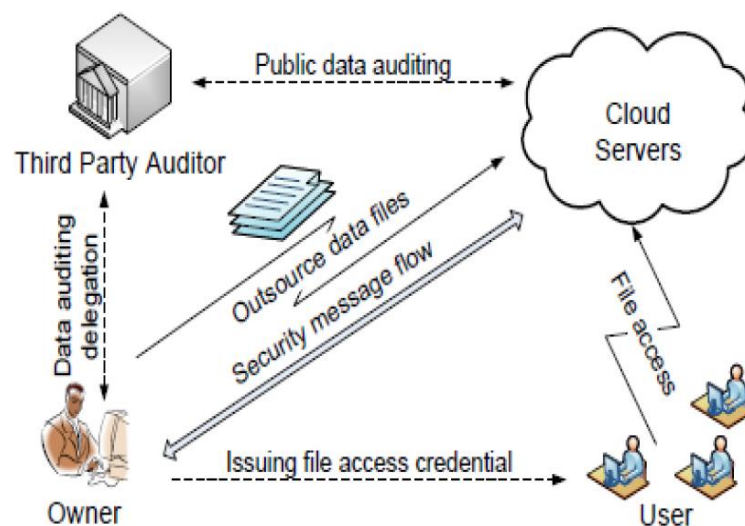 Public data auditing
Cloud
Servers
Third Party Auditor
Data auditing
delegation
Outsource data files
Security message flow
File access
Issuing file access credential
Owner
User